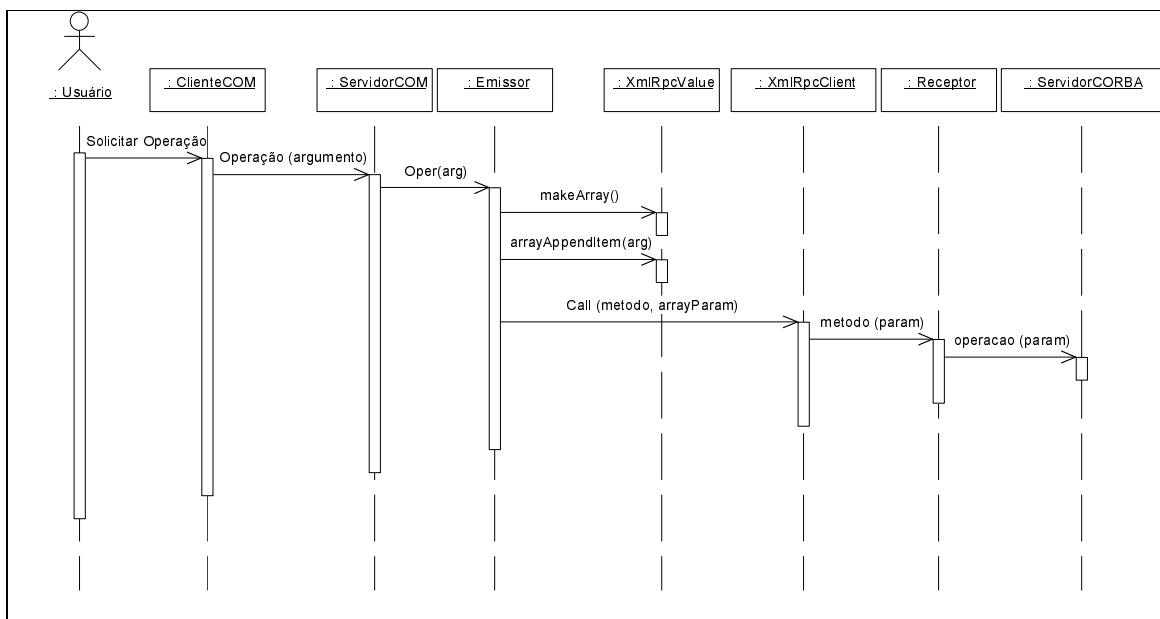 : Usuário
: ClienteCOM
: ServidorCOM
: Emissor
: XmlRpcValue
: XmlRpcClient
: Receptor
: ServidorCORBA
Solicitar Operação
Operação (argumento)
Oper(arg)
makeArray()
arrayAppendItem(arg)
Call (metodo, arrayParam)
metodo (param)
operacao (param)